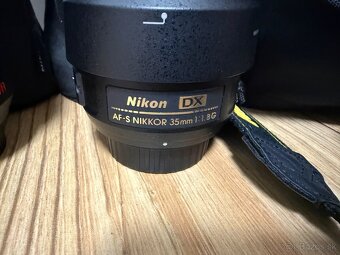 Nikon DX
AF-S NIKKOR 35mm 1:1.8G